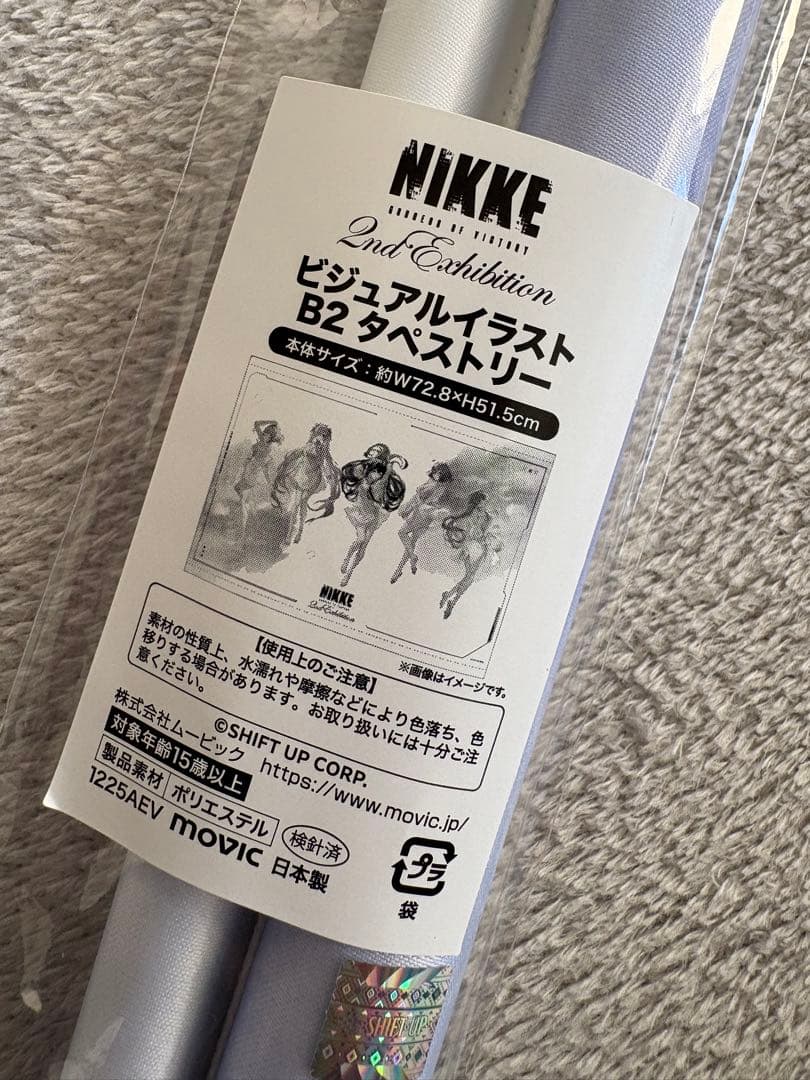 NIKKE
GODDESS OF VICTORY
2nd Exhibition
ビジュアルイラスト
B2 タペストリー
本体サイズ：約W72.8×H51.5cm
NIKKE
2nd Exhibition
※画像はイメージです。
【使用上のご注意】
素材の性質上、水濡れや摩擦などにより色落ち、色
移りする場合があります。お取り扱いには十分ご注
意ください。
©SHIFT UP CORP.
株式会社ムービック https://www.movic.jp/
対象年齢15歳以上
製品素材 ポリエステル
1225AEV movic 検針済 日本製
プラ
袋
SHIFT UP